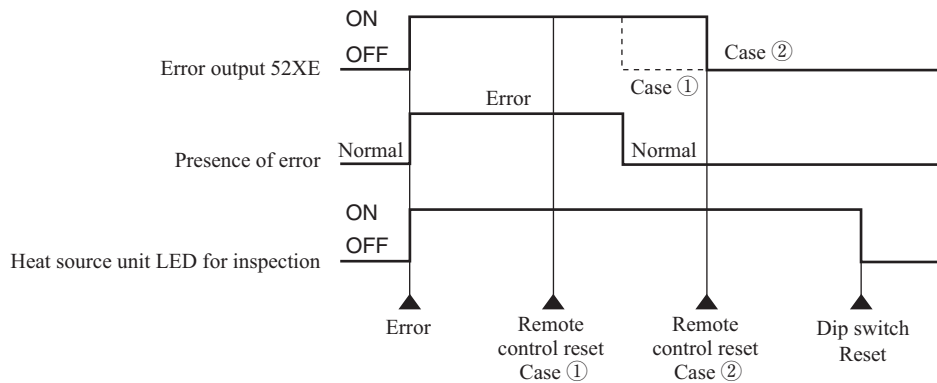 ON
OFF
Error output 52XE
Case ②
Case ①
Error
Presence of error
Normal
Normal
ON
OFF
Heat source unit LED for inspection
Error
Remote
control reset
Case ①
Remote
control reset
Case ②
Dip switch
Reset